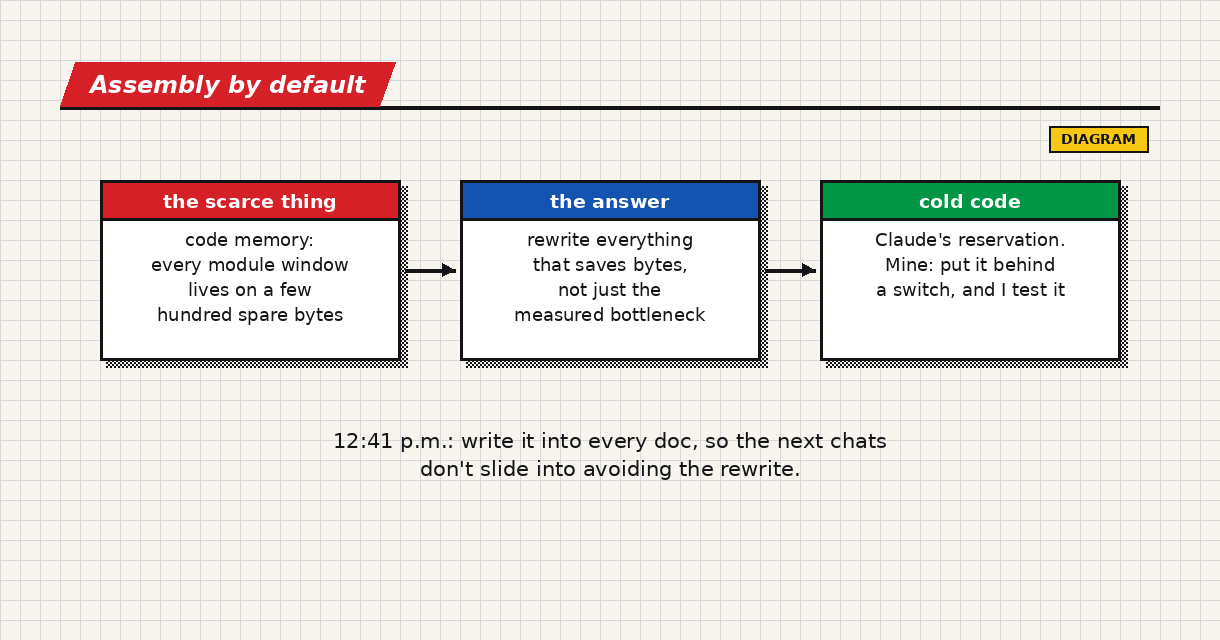 Assembly by default
DIAGRAM
the scarce thing
code memory:
every module window
lives on a few
hundred spare bytes
the answer
rewrite everything
that saves bytes,
not just the
measured bottleneck
cold code
Claude's reservation.
Mine: put it behind
a switch, and I test it
12:41 p.m.: write it into every doc, so the next chats
don't slide into avoiding the rewrite.